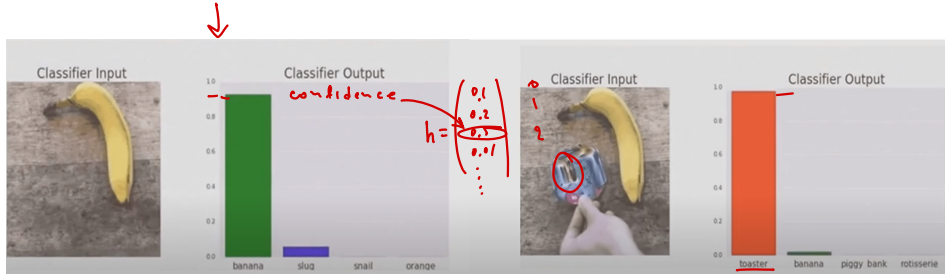 Classifier Input
Classifier Output
1.0
0.8
0.6
0.4
0.2
0.0
banana slug snail orange
confidence
h =
0.1
0.2
0.3
0.01
0
1
2
Classifier Input
Classifier Output
1.0
0.8
0.6
0.4
0.2
0.0
toaster banana piggy bank rotisserie